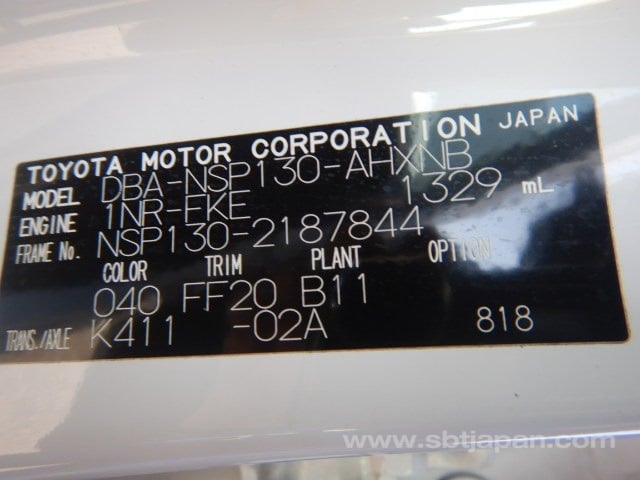 TOYOTA MOTOR CORPORATION JAPAN
MODEL DBA-NSP130-AHXNB
ENGINE 1NR-FKE 1329 mL
FRAME No. NSP130-2187844
COLOR TRIM PLANT OPTION
040 FF20 B11
TRANS./AXLE K411 -02A 818
www.sbtjapan.com